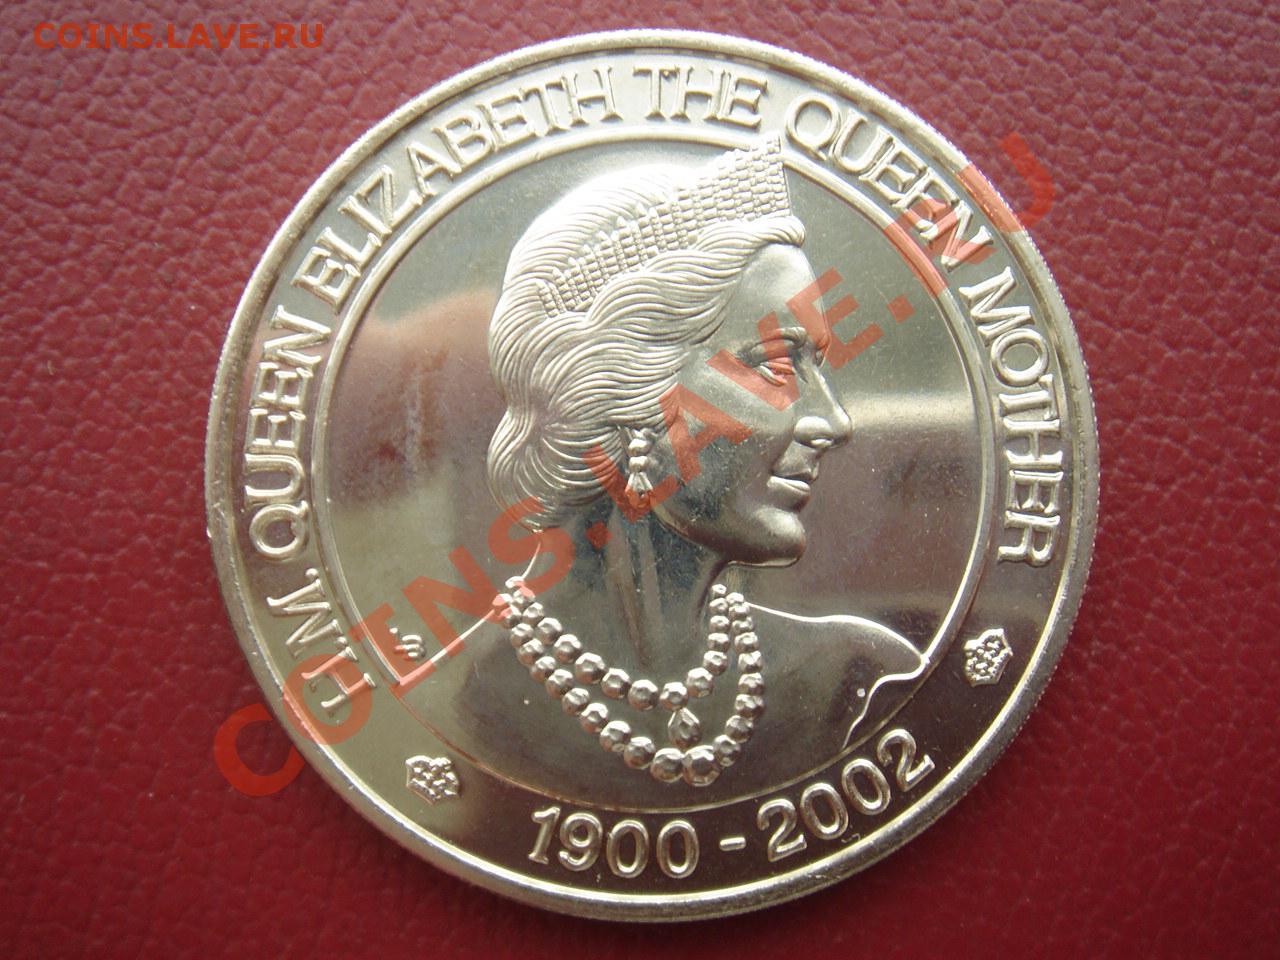 COINS.LAVE.RU
H.M. QUEEN ELIZABETH THE QUEEN MOTHER
1900 - 2002
COINS.LAVE.RU